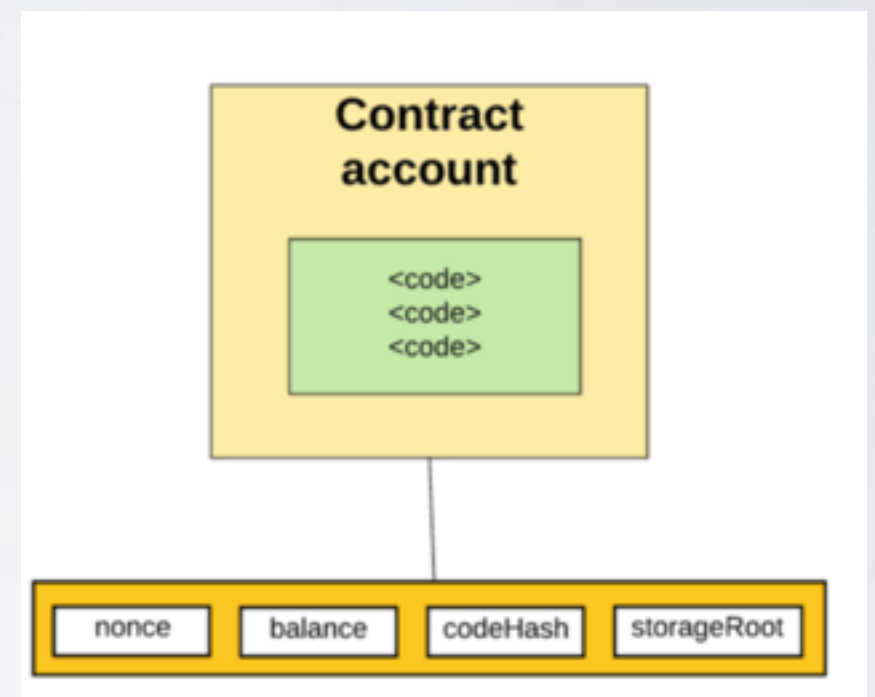 Contract
account
<code>
<code>
<code>
nonce balance codeHash storageRoot